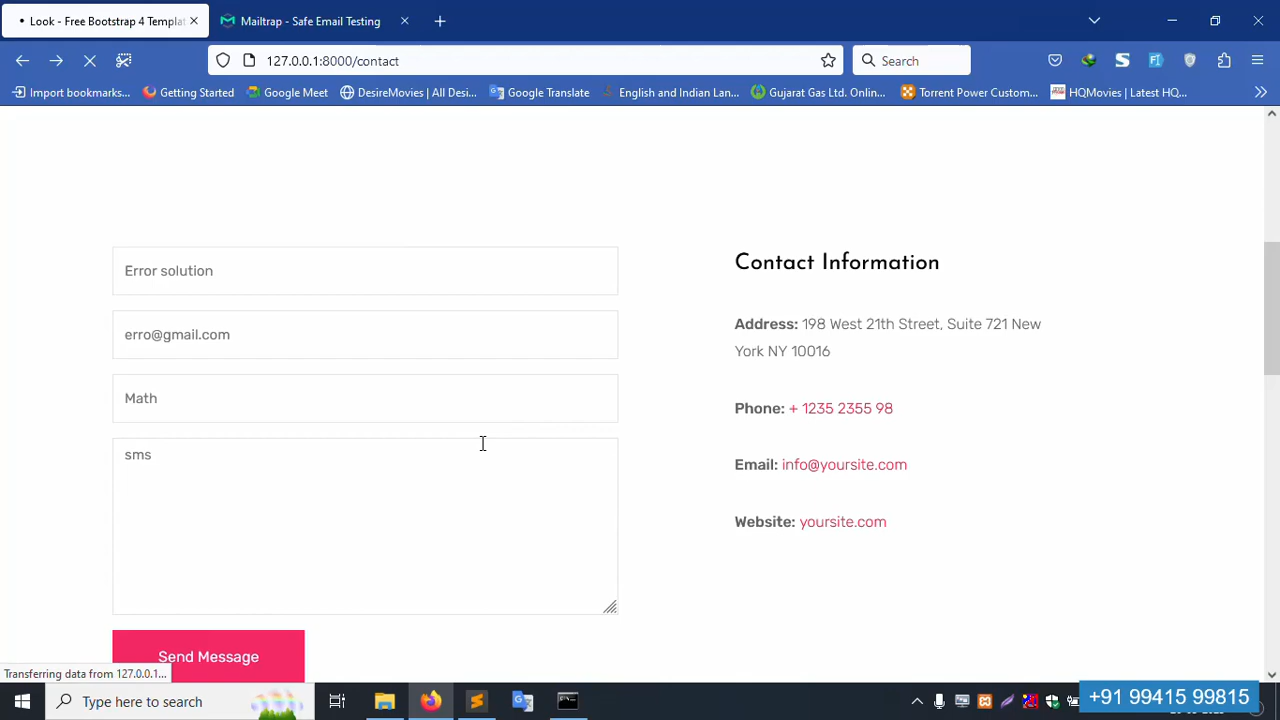 Look - Free Bootstrap 4 Templat
Mailtrap - Safe Email Testing
127.0.0.1:8000/contact
Search
Import bookmarks...
Getting Started
Google Meet
DesireMovies | All Desi...
Google Translate
English and Indian Lan...
Gujarat Gas Ltd. Onlin...
Torrent Power Custom...
HQMovies | Latest HQ...
Error solution
erro@gmail.com
Math
sms
Send Message
Contact Information
Address: 198 West 21th Street, Suite 721 New
York NY 10016
Phone: + 1235 2355 98
Email: info@yoursite.com
Website: yoursite.com
Transferring data from 127.0.0.1...
Type here to search
+91 99415 99815